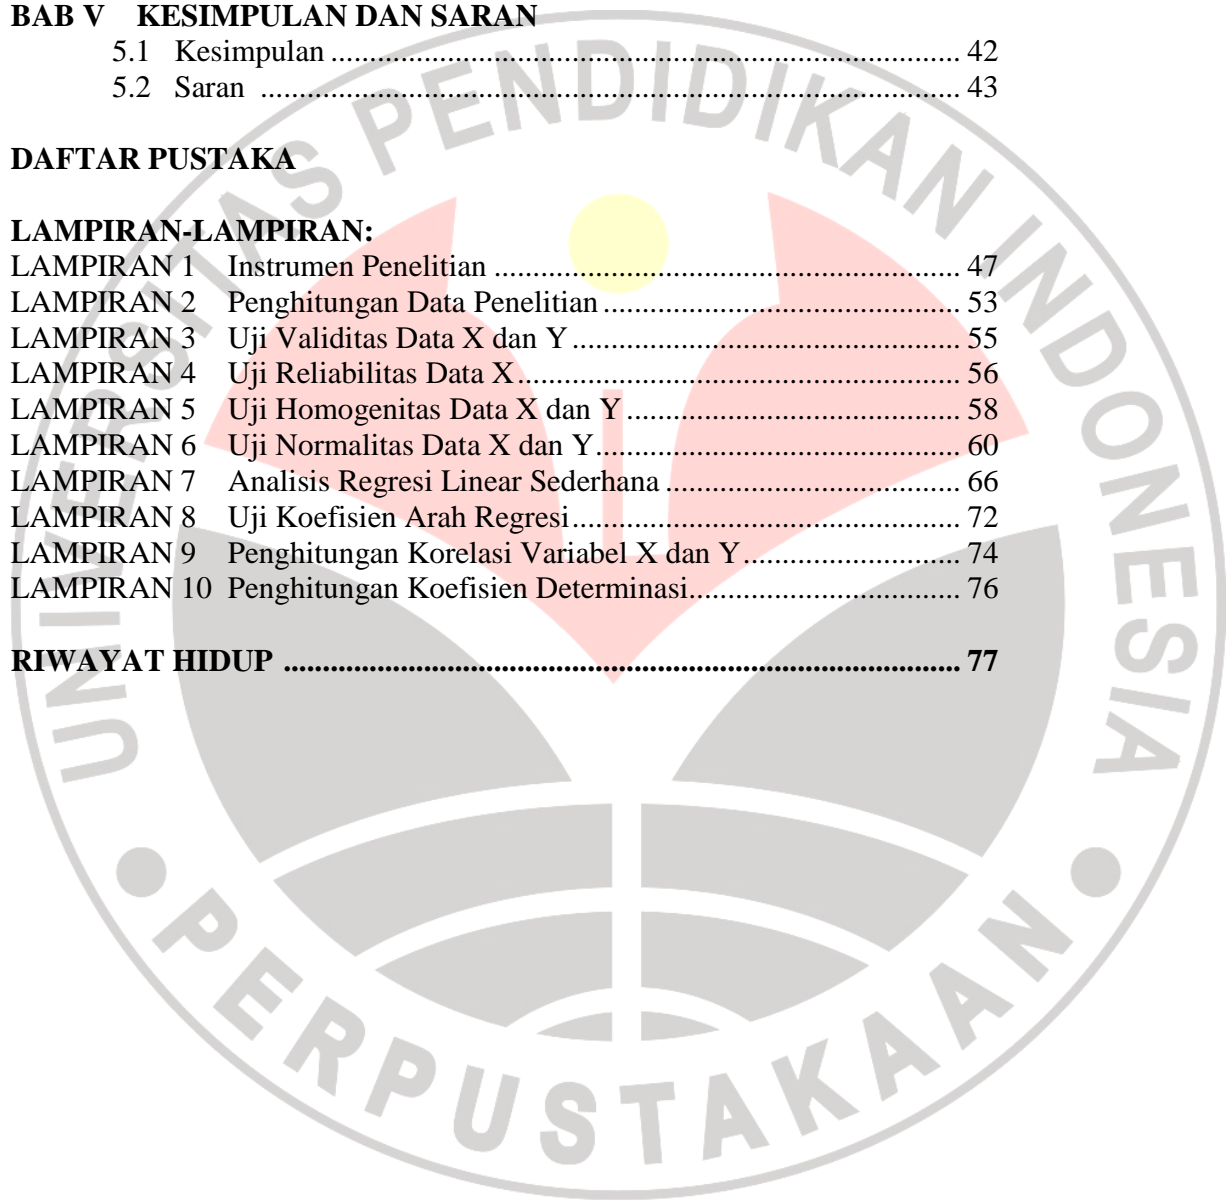 BAB V KESIMPULAN DAN SARAN
5.1 Kesimpulan ................................................................................ 42
5.2 Saran ......................................................................................... 43
DAFTAR PUSTAKA
LAMPIRAN-LAMPIRAN:
LAMPIRAN 1 Instrumen Penelitian ........................................................... 47
LAMPIRAN 2 Penghitungan Data Penelitian ............................................. 53
LAMPIRAN 3 Uji Validitas Data X dan Y ................................................. 55
LAMPIRAN 4 Uji Reliabilitas Data X ........................................................ 56
LAMPIRAN 5 Uji Homogenitas Data X dan Y .......................................... 58
LAMPIRAN 6 Uji Normalitas Data X dan Y .............................................. 60
LAMPIRAN 7 Analisis Regresi Linear Sederhana ..................................... 66
LAMPIRAN 8 Uji Koefisien Arah Regresi ................................................. 72
LAMPIRAN 9 Penghitungan Korelasi Variabel X dan Y ............................ 74
LAMPIRAN 10 Penghitungan Koefisien Determinasi .................................. 76
RIWAYAT HIDUP ...................................................................................... 77
UNIVERSITAS PENDIDIKAN INDONESIA
PERPUSTAKAAN